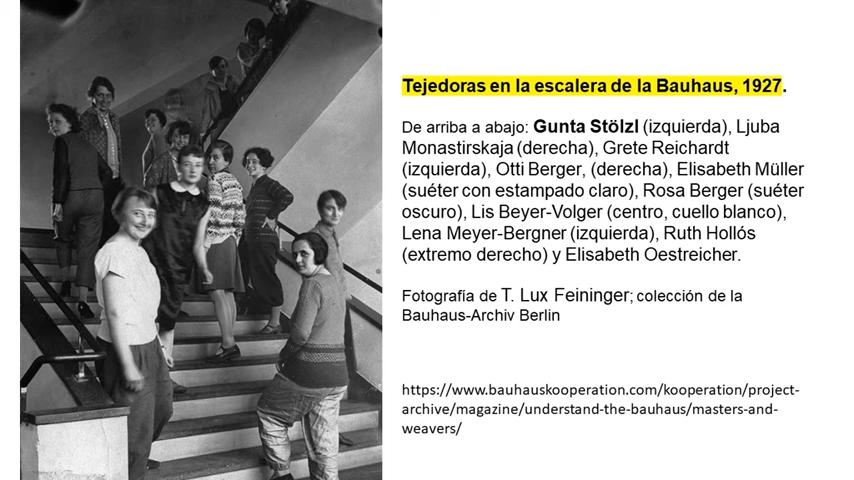 Tejedoras en la escalera de la Bauhaus, 1927.
De arriba a abajo: Gunta Stölzl (izquierda), Ljuba
Monastirskaja (derecha), Grete Reichardt
(izquierda), Otti Berger, (derecha), Elisabeth Müller
(suéter con estampado claro), Rosa Berger (suéter
oscuro), Lis Beyer-Volger (centro, cuello blanco),
Lena Meyer-Bergner (izquierda), Ruth Hollós
(extremo derecho) y Elisabeth Oestreicher.
Fotografía de T. Lux Feininger; colección de la
Bauhaus-Archiv Berlin
https://www.bauhauskooperation.com/kooperation/project-
archive/magazine/understand-the-bauhaus/masters-and-
weavers/